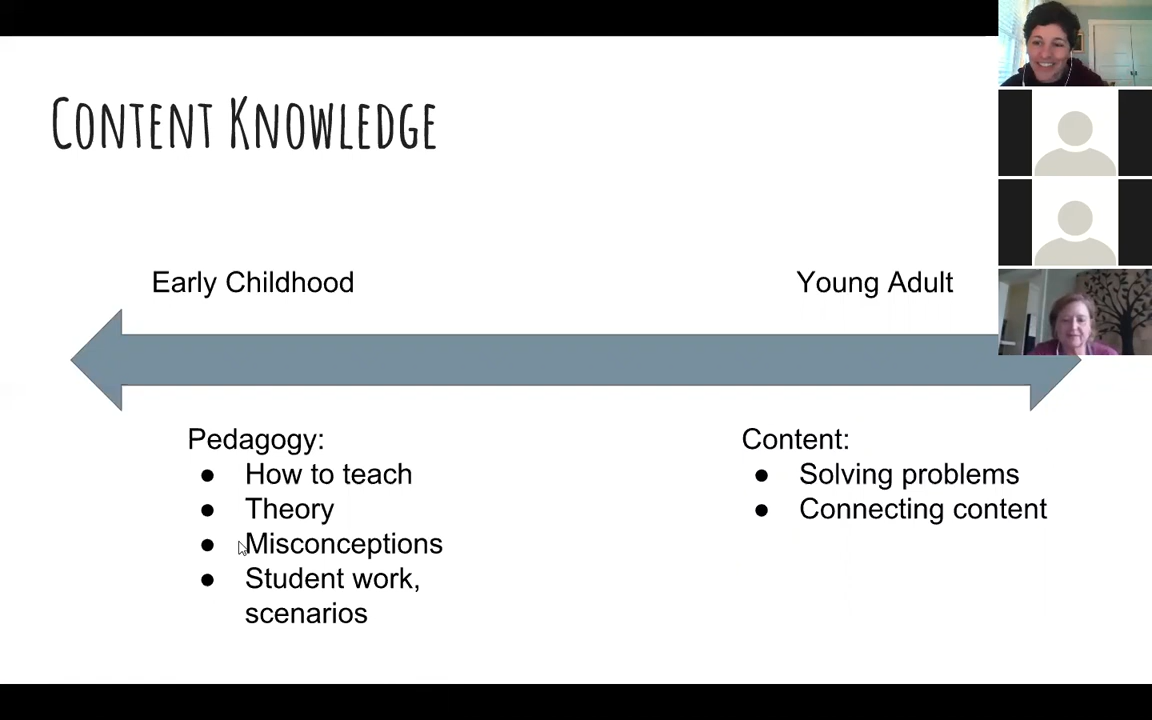 Content Knowledge
Early Childhood
Young Adult
Pedagogy:
● How to teach
● Theory
● Misconceptions
● Student work,
scenarios
Content:
● Solving problems
● Connecting content